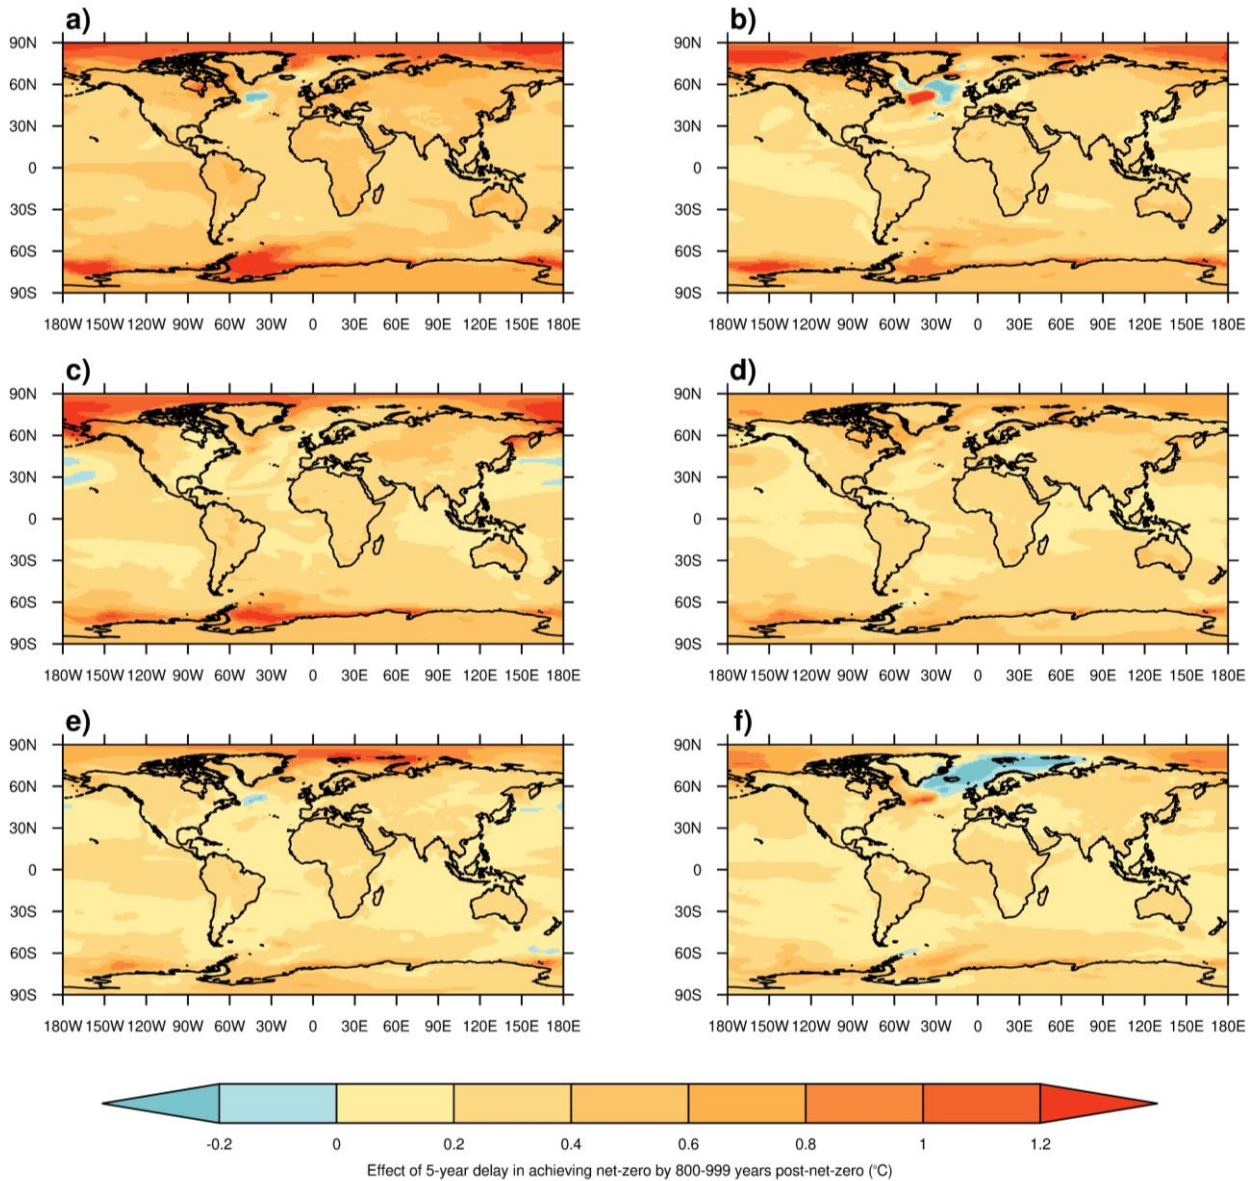 a) b)
90N 90N
60N 60N
30N 30N
0 0
30S 30S
60S 60S
90S 90S
180W 150W 120W 90W 60W 30W 0 30E 60E 90E 120E 150E 180E 180W 150W 120W 90W 60W 30W 0 30E 60E 90E 120E 150E 180E
c) d)
90N 90N
60N 60N
30N 30N
0 0
30S 30S
60S 60S
90S 90S
180W 150W 120W 90W 60W 30W 0 30E 60E 90E 120E 150E 180E 180W 150W 120W 90W 60W 30W 0 30E 60E 90E 120E 150E 180E
e) f)
90N 90N
60N 60N
30N 30N
0 0
30S 30S
60S 60S
90S 90S
180W 150W 120W 90W 60W 30W 0 30E 60E 90E 120E 150E 180E 180W 150W 120W 90W 60W 30W 0 30E 60E 90E 120E 150E 180E
-0.2 0 0.2 0.4 0.6 0.8 1 1.2
Effect of 5-year delay in achieving net-zero by 800-999 years post-net-zero (°C)